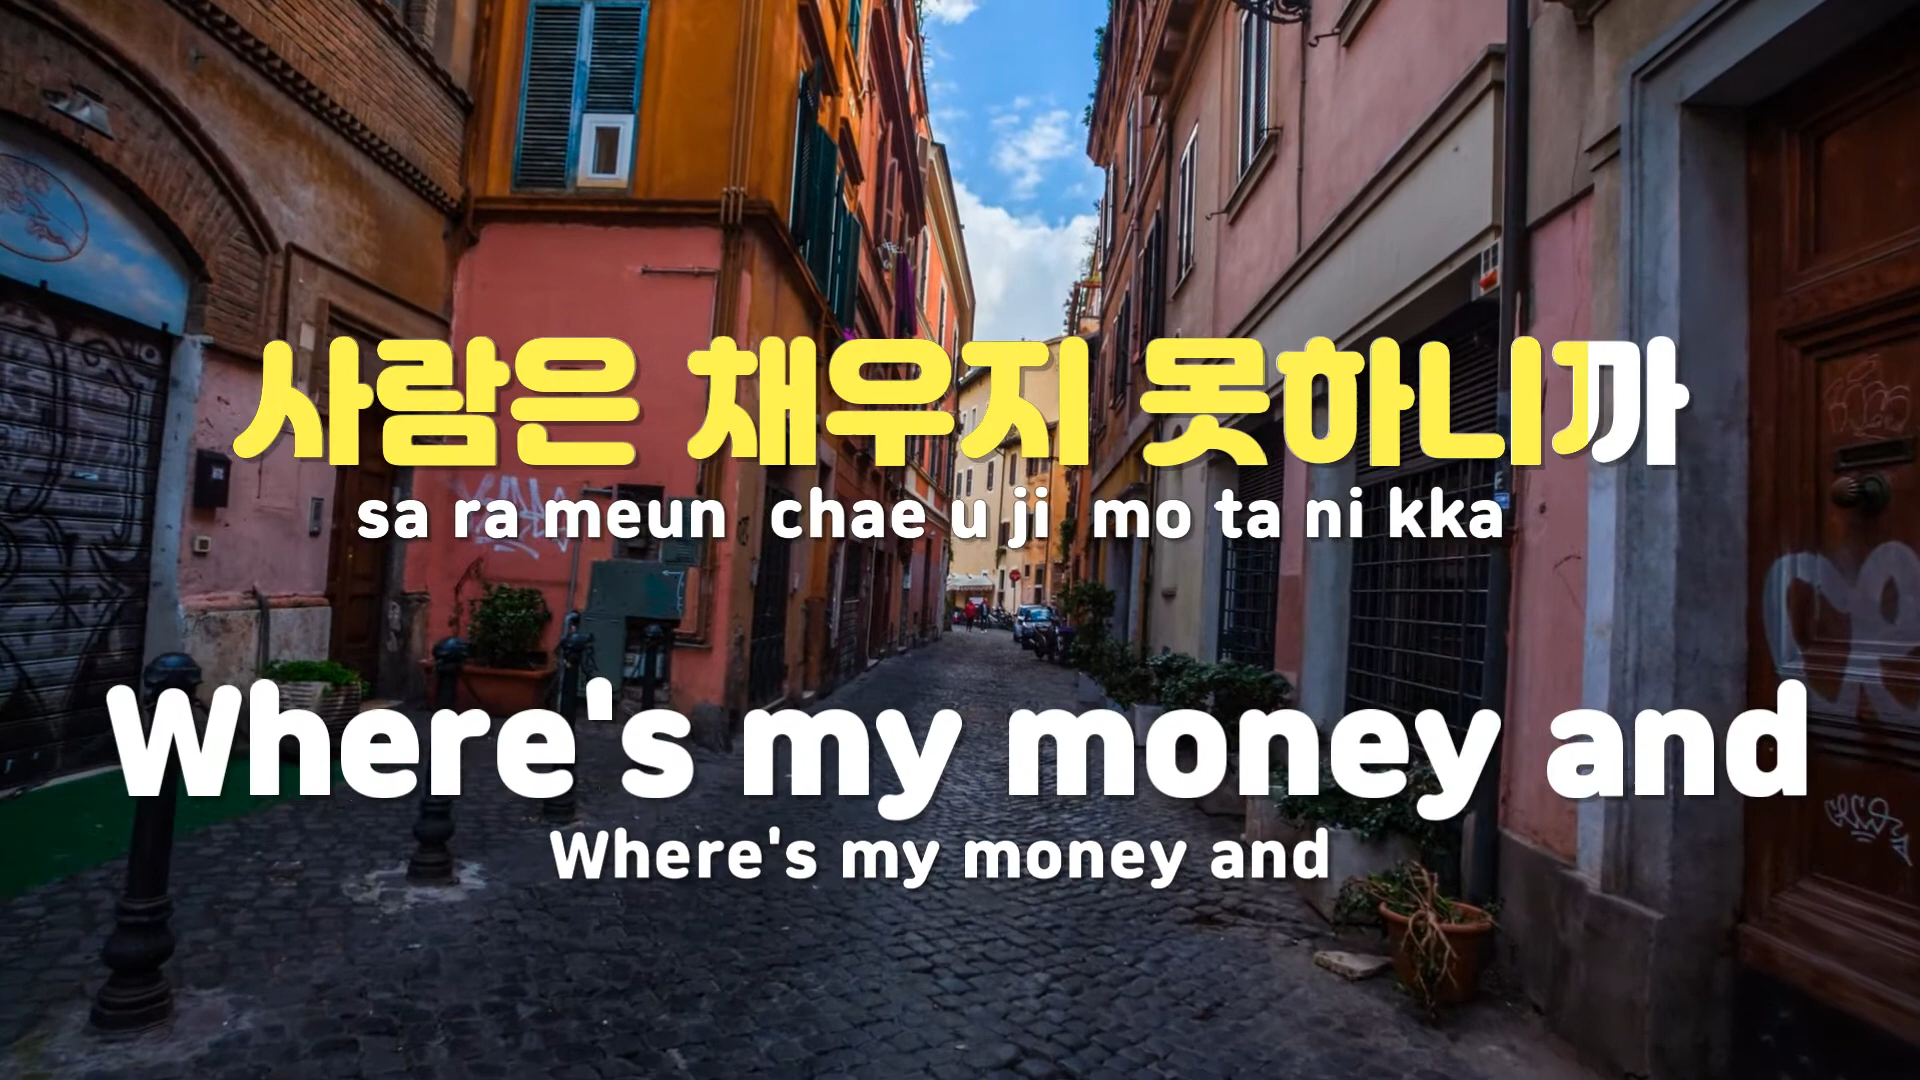 사람은 채우지 못하니까
sa ra meun chae u ji mo ta ni kka
Where's my money and
Where's my money and